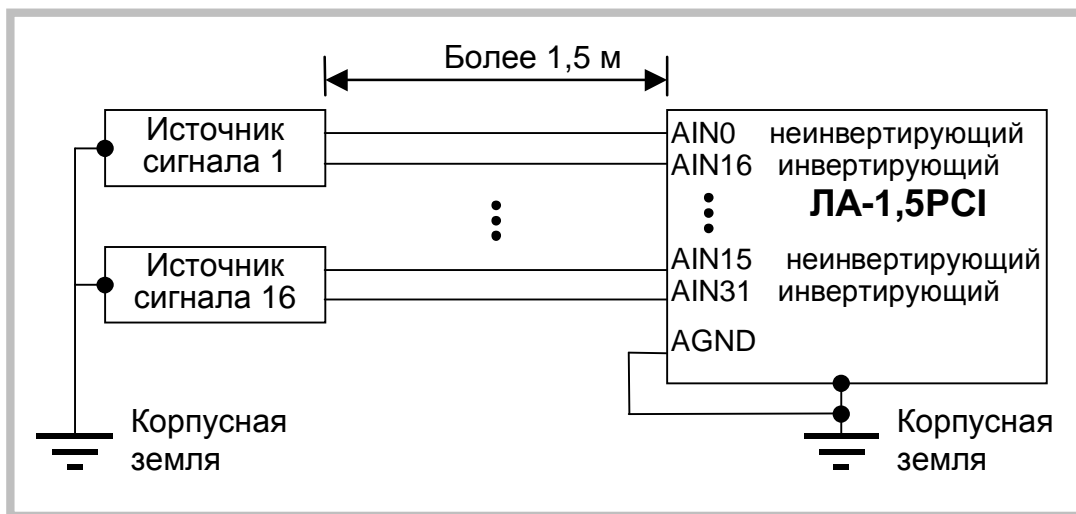 Более 1,5 м
Источник
сигнала 1
AIN0 неинвертирующий
AIN16 инвертирующий
ЛА-1,5PCI
Источник
сигнала 16
AIN15 неинвертирующий
AIN31 инвертирующий
AGND
Корпусная
земля
Корпусная
земля